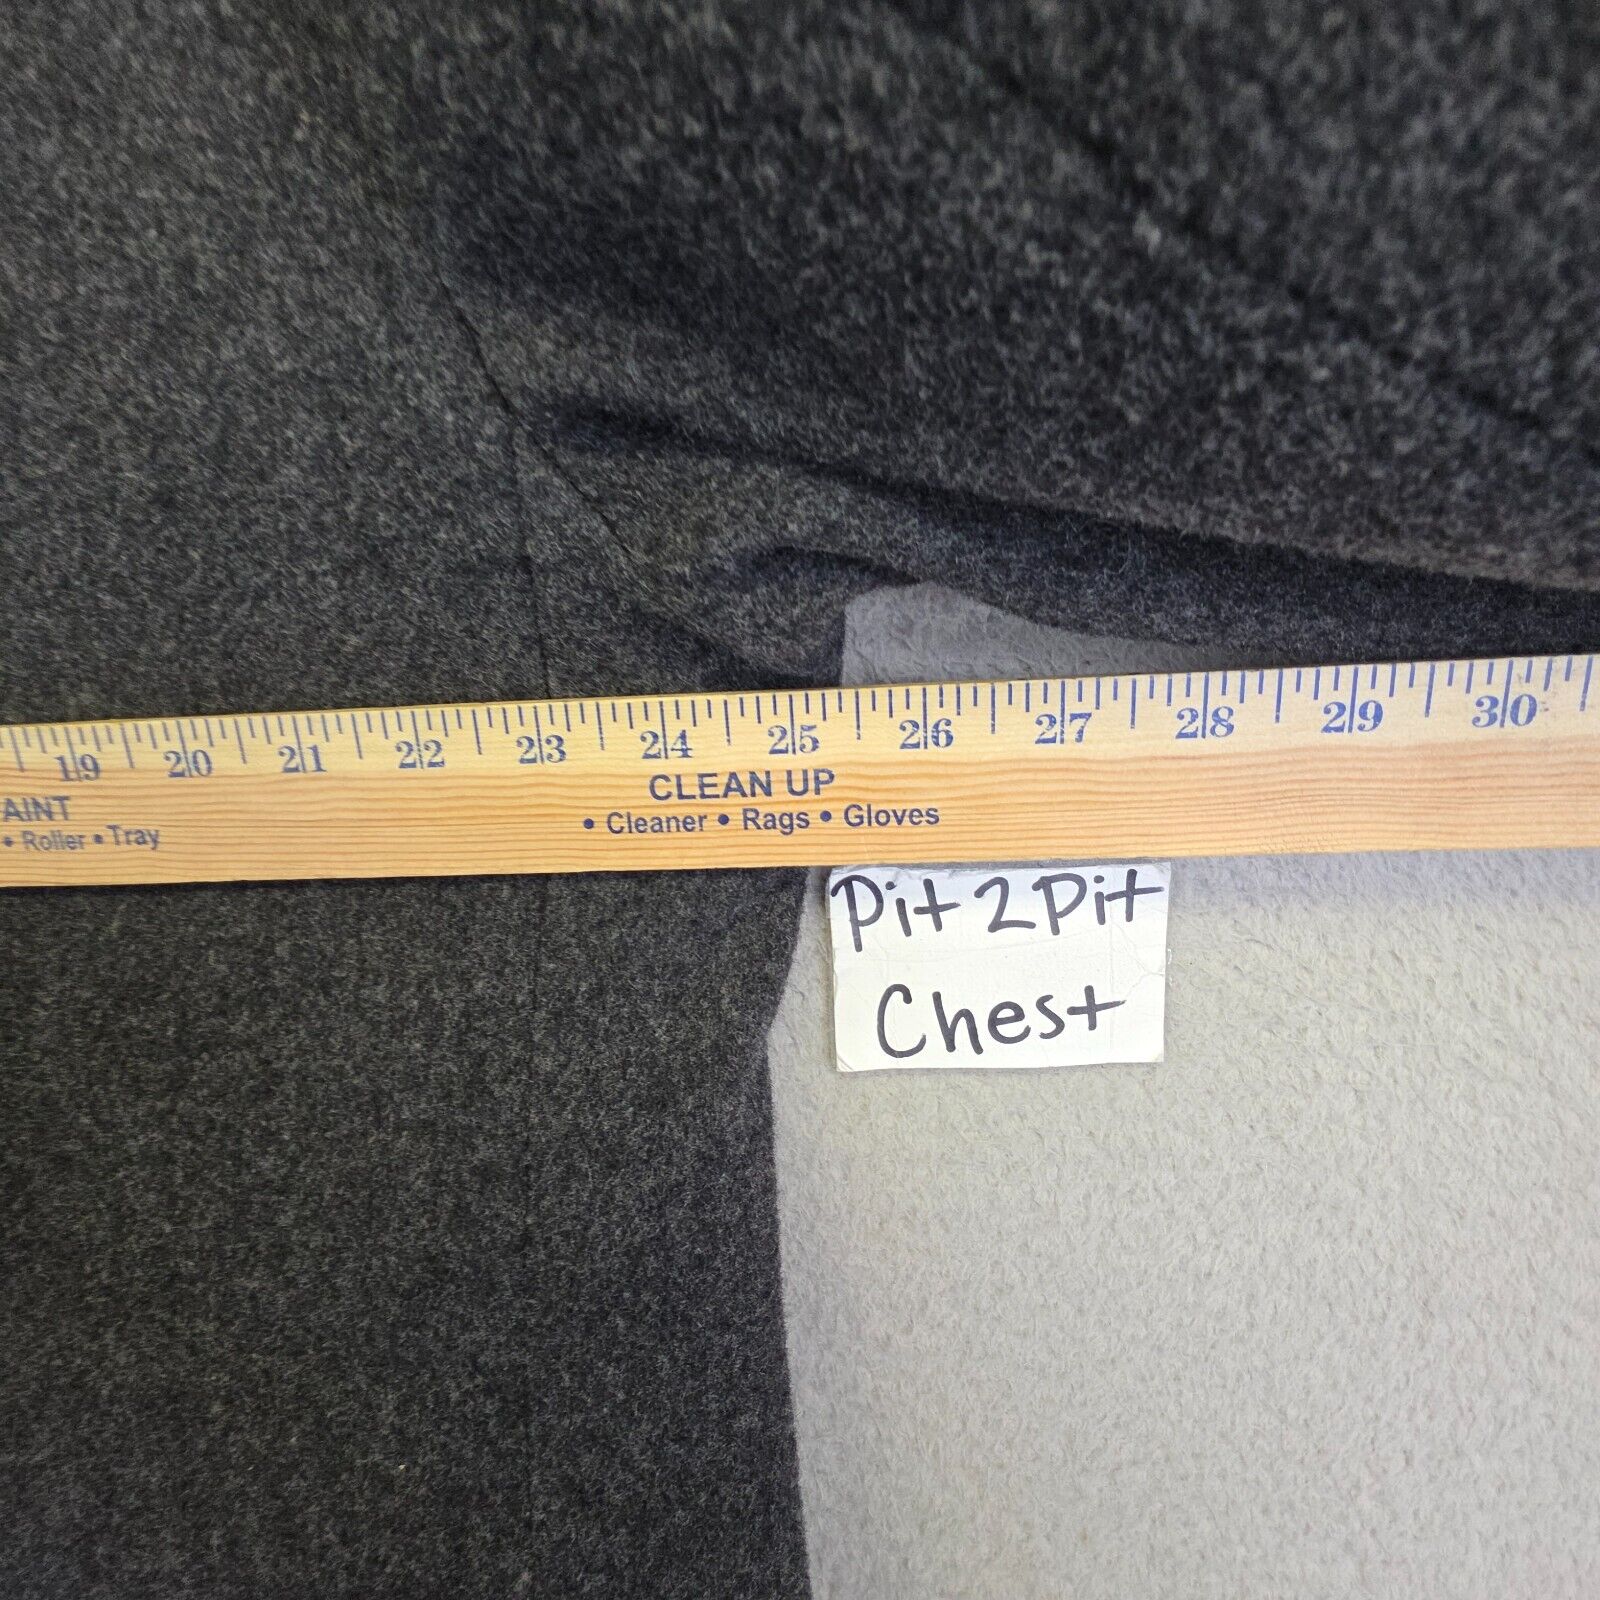 19 20 21 22 23 24 25 26 27 28 29 30
AINT
• Roller • Tray
CLEAN UP
• Cleaner • Rags • Gloves
Pit 2 Pit
Chest